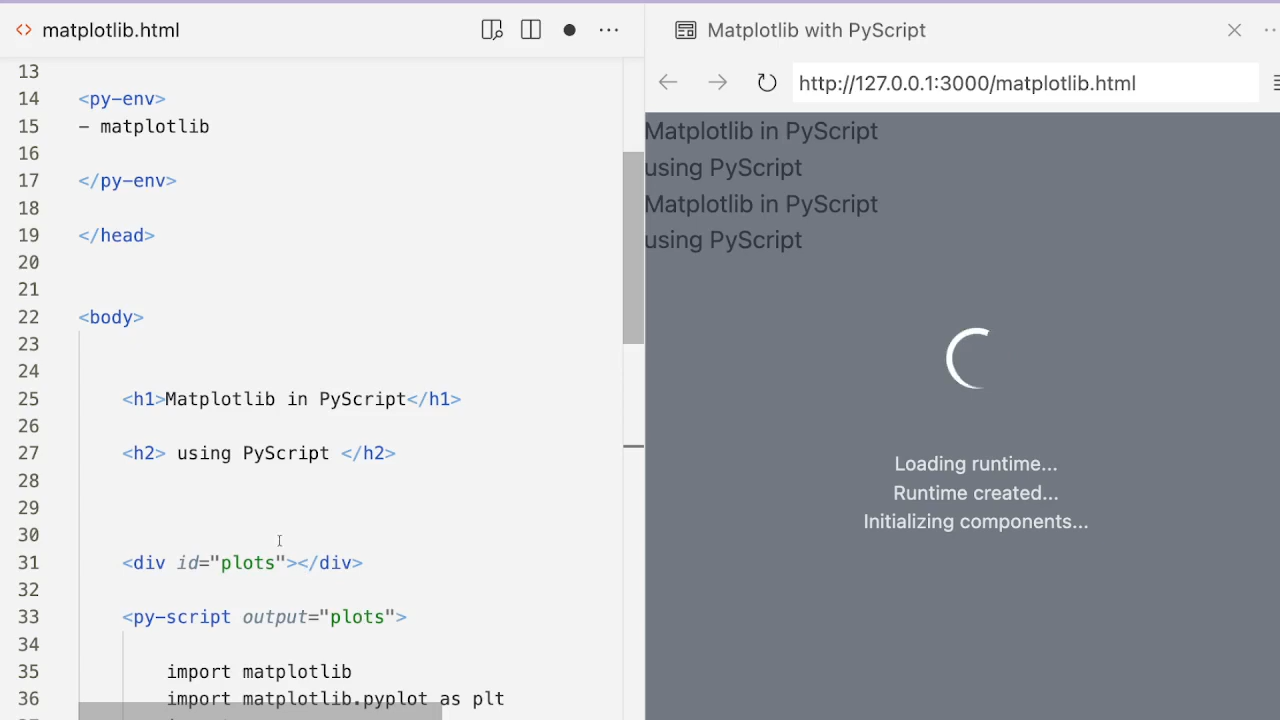 <> matplotlib.html
13
14 <py-env>
15 - matplotlib
16
17 </py-env>
18
19 </head>
20
21
22 <body>
23
24
25 <h1>Matplotlib in PyScript</h1>
26
27 <h2> using PyScript </h2>
28
29
30
31 <div id="plots"></div>
32
33 <py-script output="plots">
34
35 import matplotlib
36 import matplotlib.pyplot as plt
Matplotlib with PyScript
http://127.0.0.1:3000/matplotlib.html
Matplotlib in PyScript
using PyScript
Matplotlib in PyScript
using PyScript
Loading runtime...
Runtime created...
Initializing components...